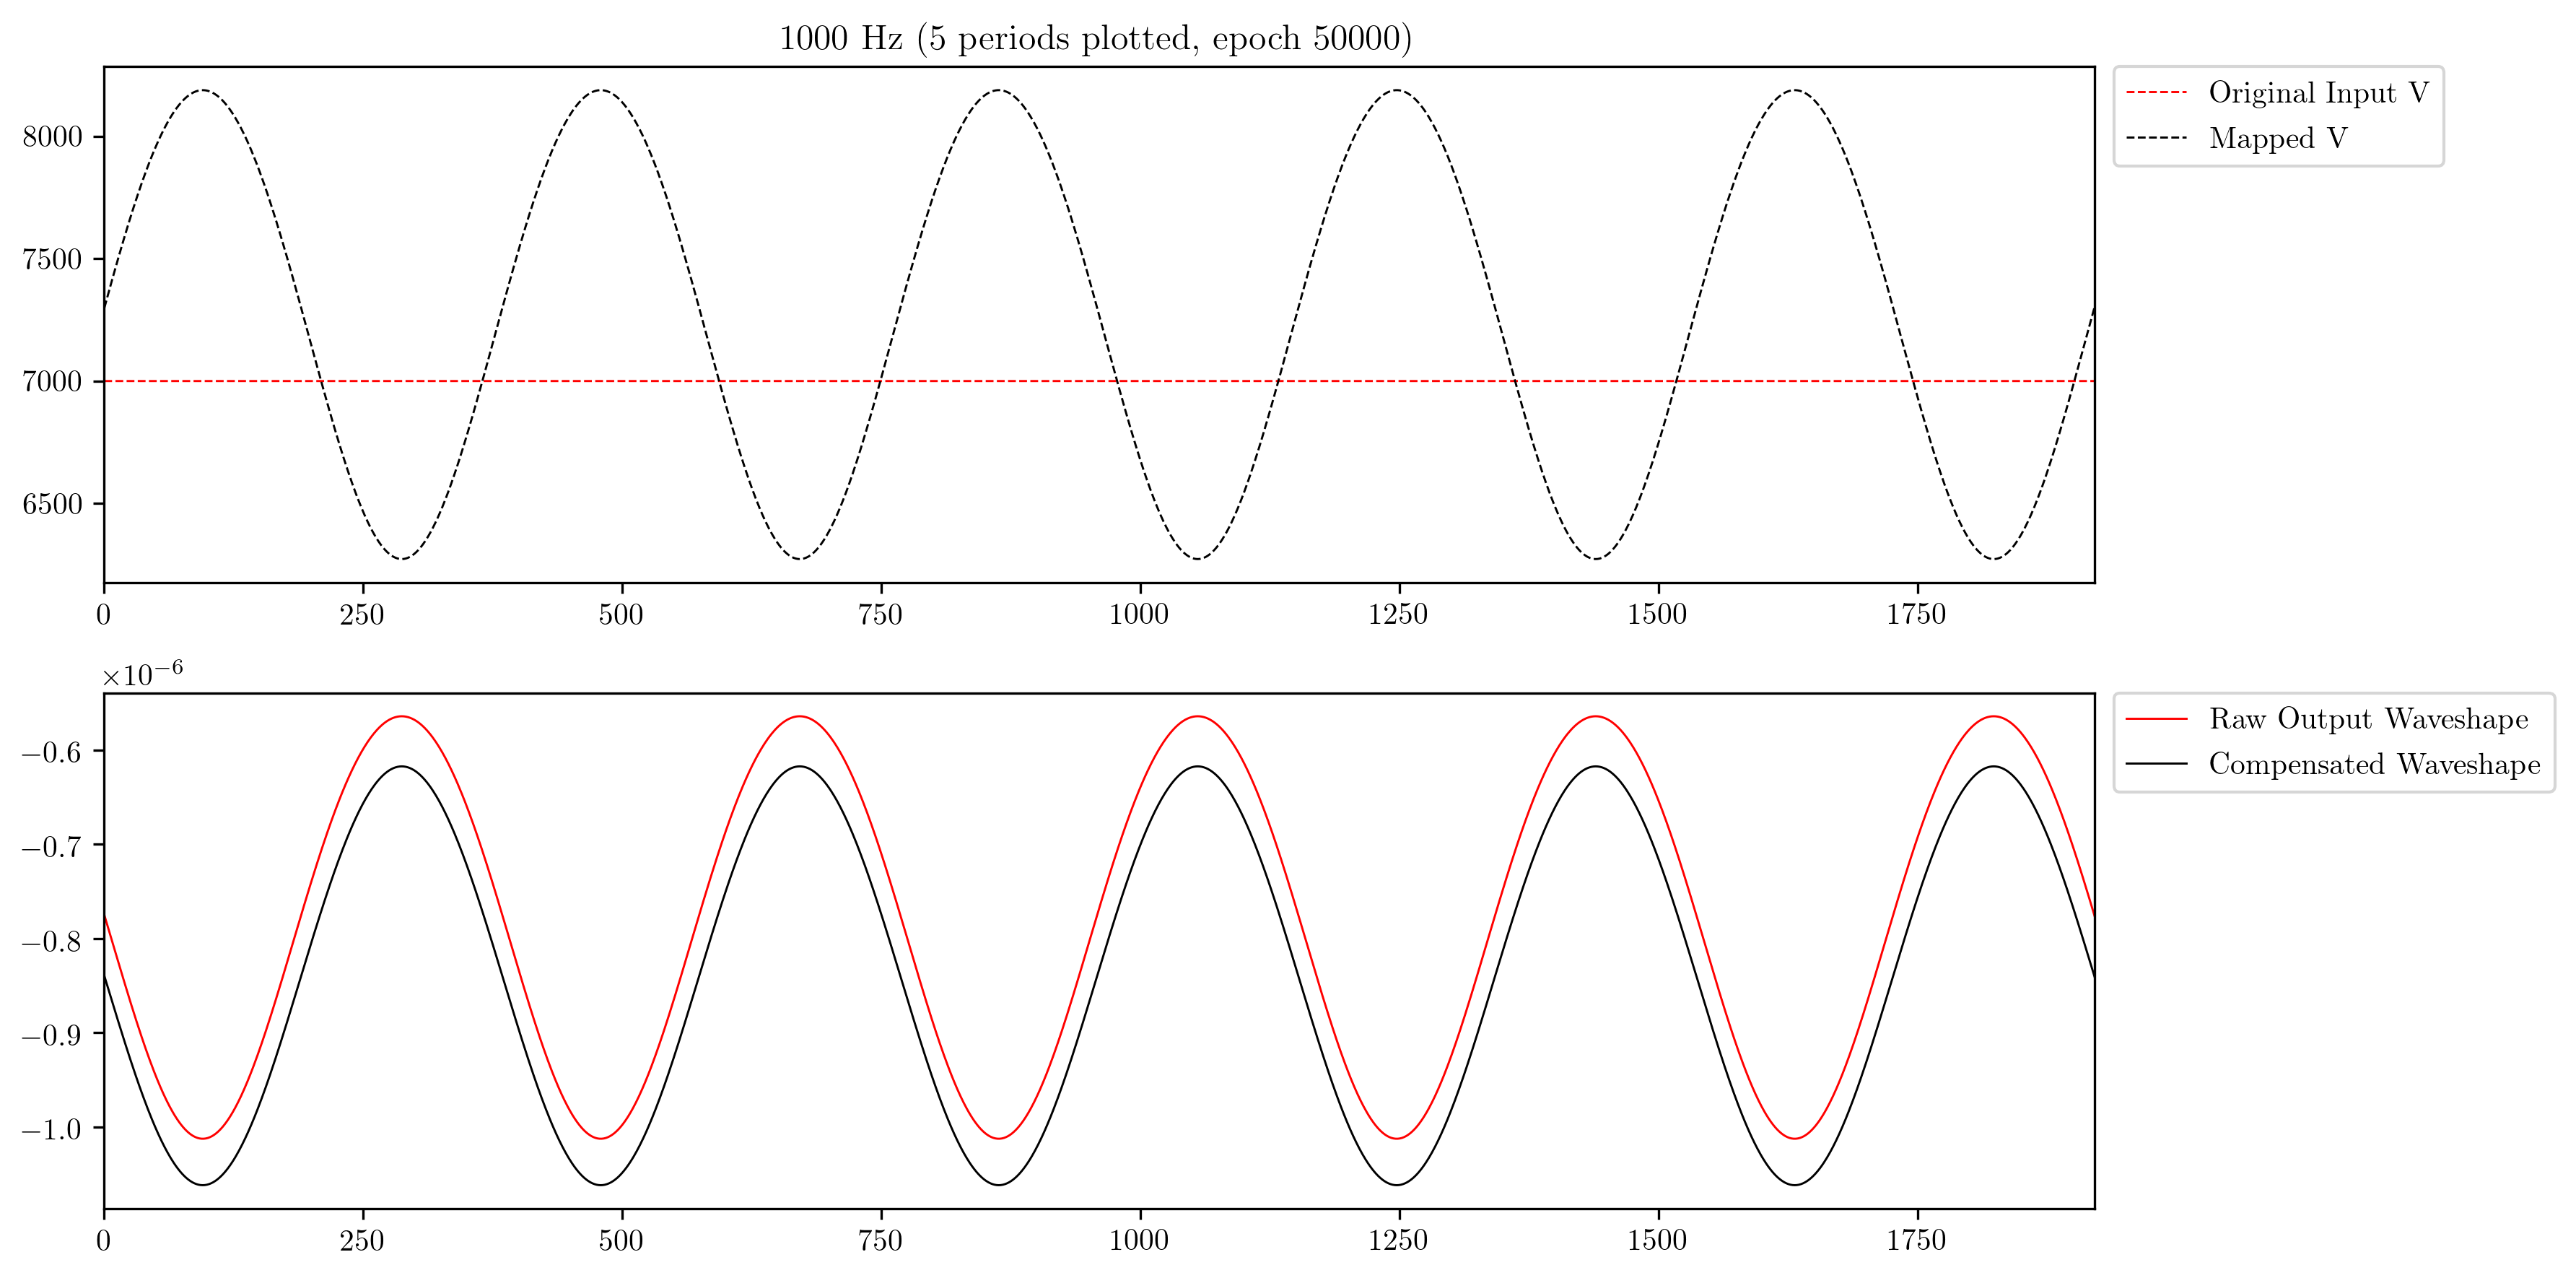 1000 Hz (5 periods plotted, epoch 50000)
Original Input V
Mapped V
8000
7500
7000
6500
0 250 500 750 1000 1250 1500 1750
×10⁻⁶
Raw Output Waveshape
Compensated Waveshape
−0.6
−0.7
−0.8
−0.9
−1.0
0 250 500 750 1000 1250 1500 1750